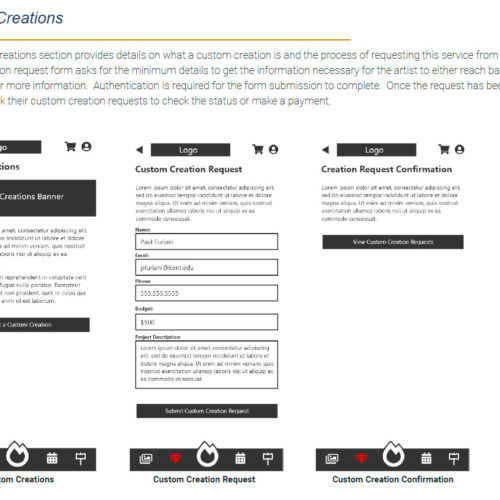 Creations
reations section provides details on what a custom creation is and the process of requesting this service from
on request form asks for the minimum details to get the information necessary for the artist to either reach ba
r more information. Authentication is required for the form submission to complete. Once the request has bee
k their custom creation requests to check the status or make a payment.
ogo
tions
Creations Banner
met, consectetur adipiscing elit,
incididunt ut labore et dolore
ad minim veniam, quis nostrud
mco laboris nisi ut aliquip ex ea
at.
n reprehenderit in voluptate velit
fugiat nulla pariatur. Excepteur
at non proident, sunt in culpa qui
anim id est laborum.
t a Custom Creation
om Creations
Logo
Custom Creation Request
Lorem ipsum dolor sit amet, consectetur adipiscing elit,
sed do eiusmod tempor incididunt ut labore et dolore
magna aliqua. Ut enim ad minim veniam, quis nostrud
exercitation ullamco laboris nisi ut aliquip ex ea
commodo consequat.
Name:
Paul Furiani
Email:
pfuriani@kent.edu
Phone:
555.555.5555
Budget:
$500
Project Description:
Lorem ipsum dolor sit amet, consectetur adipiscing elit,
sed do eiusmod tempor incididunt ut labore et dolore
magna aliqua. Ut enim ad minim veniam, quis
nostrud exercitation ullamco laboris nisi ut aliquip ex
ea commodo consequat.
Submit Custom Creation Request
Custom Creation Request
Logo
Creation Request Confirmation
Lorem ipsum dolor sit amet, consectetur adipiscing elit,
sed do eiusmod tempor incididunt ut labore et dolore
magna aliqua. Ut enim ad minim veniam, quis nostrud
exercitation ullamco laboris nisi ut aliquip ex ea
commodo consequat.
View Custom Creation Requests
Custom Creation Confirmation